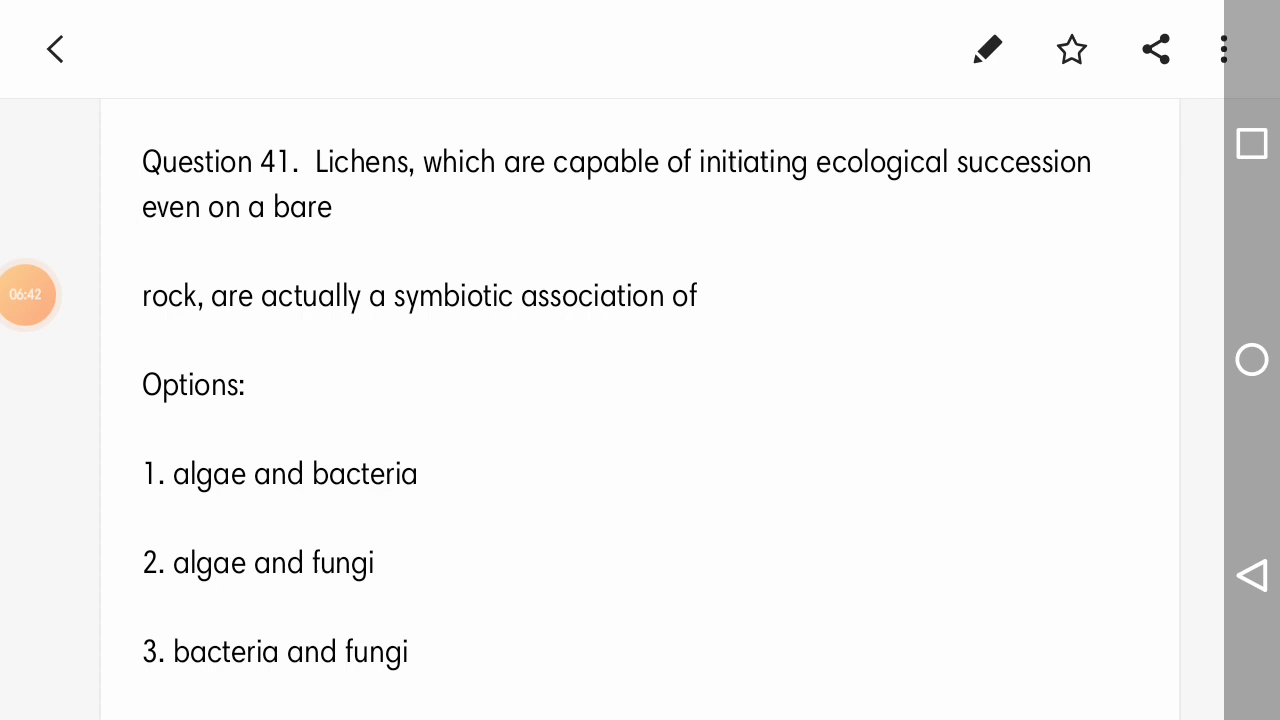 Question 41.  Lichens, which are capable of initiating ecological succession
even on a bare
rock, are actually a symbiotic association of
06:42
Options:
1. algae and bacteria
2. algae and fungi
3. bacteria and fungi